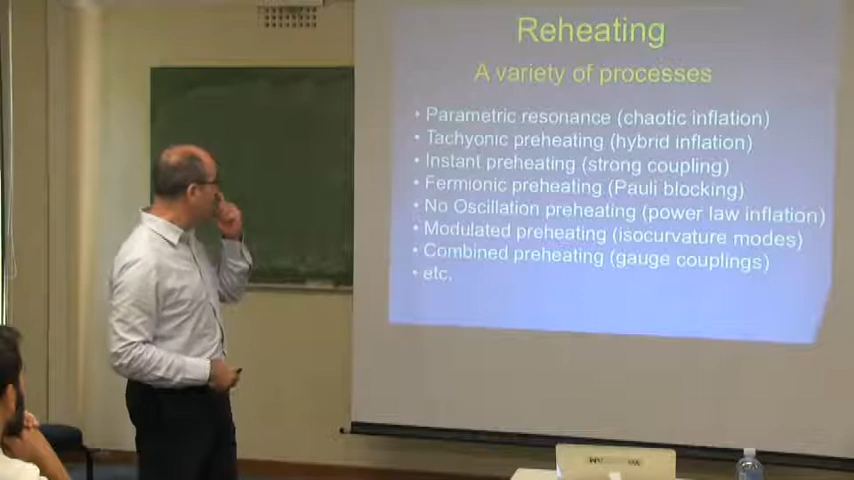 Reheating
A variety of processes
• Parametric resonance (chaotic inflation)
• Tachyonic preheating (hybrid inflation)
• Instant preheating (strong coupling)
• Fermionic preheating (Pauli blocking)
• No Oscillation preheating (power law inflation)
• Modulated preheating (isocurvature modes)
• Combined preheating (gauge couplings)
• etc.